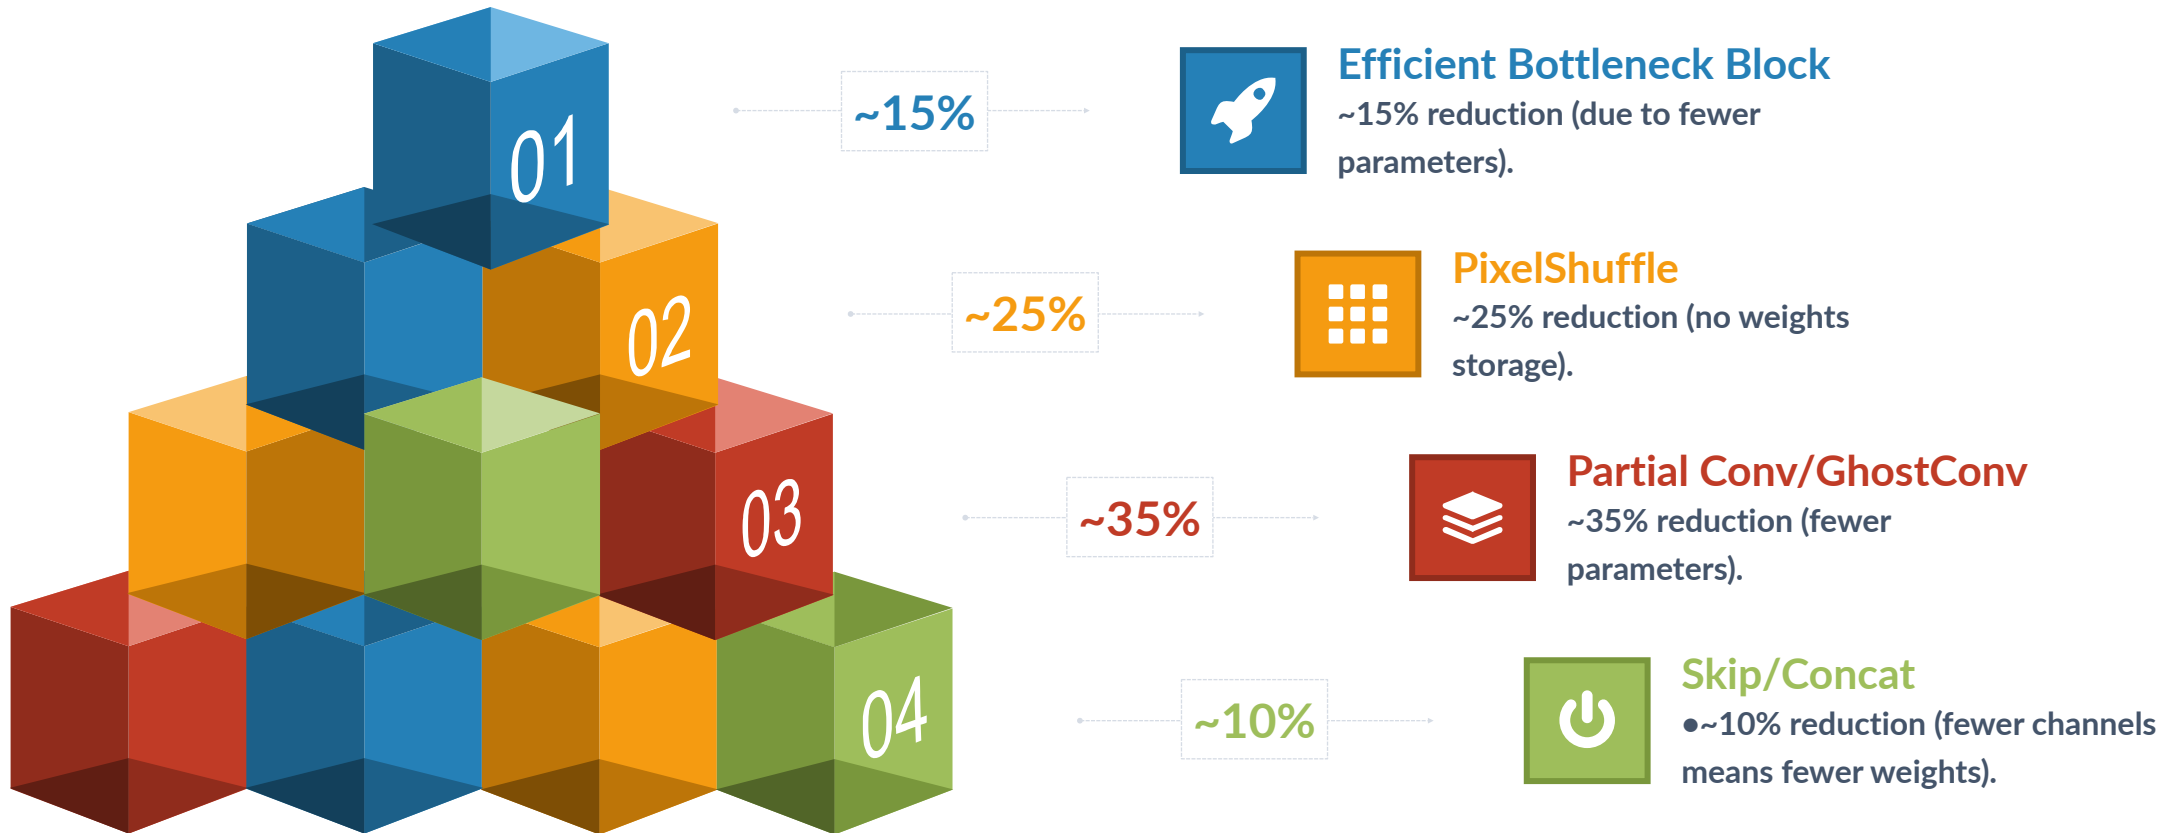 01
~15%
Efficient Bottleneck Block
~15% reduction (due to fewer
parameters).
02
~25%
PixelShuffle
~25% reduction (no weights
storage).
03
~35%
Partial Conv/GhostConv
~35% reduction (fewer
parameters).
04
~10%
Skip/Concat
•~10% reduction (fewer channels
means fewer weights).